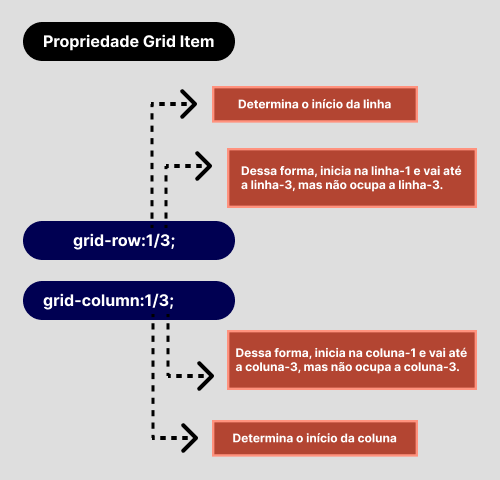 Propriedade Grid Item
Determina o início da linha
Dessa forma, inicia na linha-1 e vai até
a linha-3, mas não ocupa a linha-3.
grid-row:1/3;
grid-column:1/3;
Dessa forma, inicia na coluna-1 e vai até
a coluna-3, mas não ocupa a coluna-3.
Determina o início da coluna